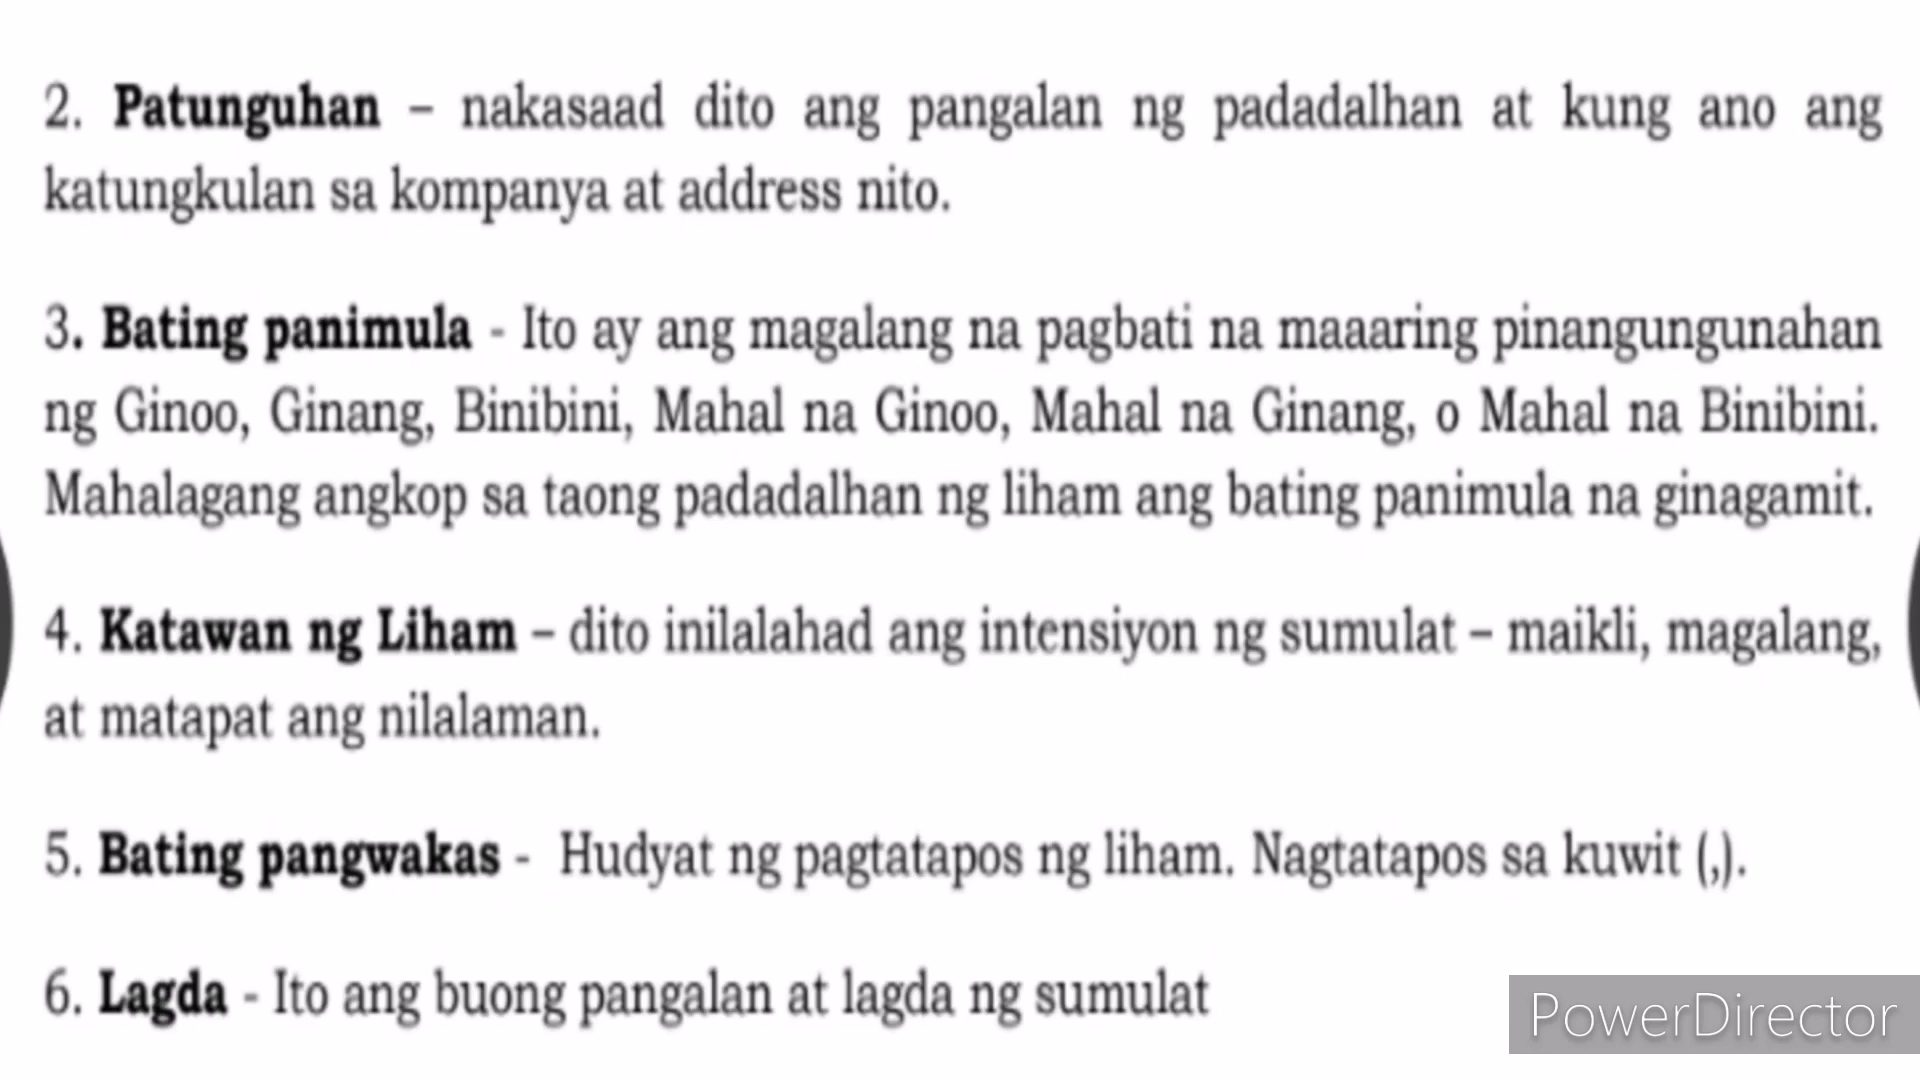 2. Patunguhan – nakasaad dito ang pangalan ng padadalhan at kung ano ang
katungkulan sa kompanya at address nito.
3. Bating panimula - Ito ay ang magalang na pagbati na maaaring pinangungunahan
ng Ginoo, Ginang, Binibini, Mahal na Ginoo, Mahal na Ginang, o Mahal na Binibini.
Mahalagang angkop sa taong padadalhan ng liham ang bating panimula na ginagamit.
4. Katawan ng Liham – dito inilalahad ang intensiyon ng sumulat – maikli, magalang,
at matapat ang nilalaman.
5. Bating pangwakas - Hudyat ng pagtatapos ng liham. Nagtatapos sa kuwit (,).
6. Lagda - Ito ang buong pangalan at lagda ng sumulat
PowerDirector